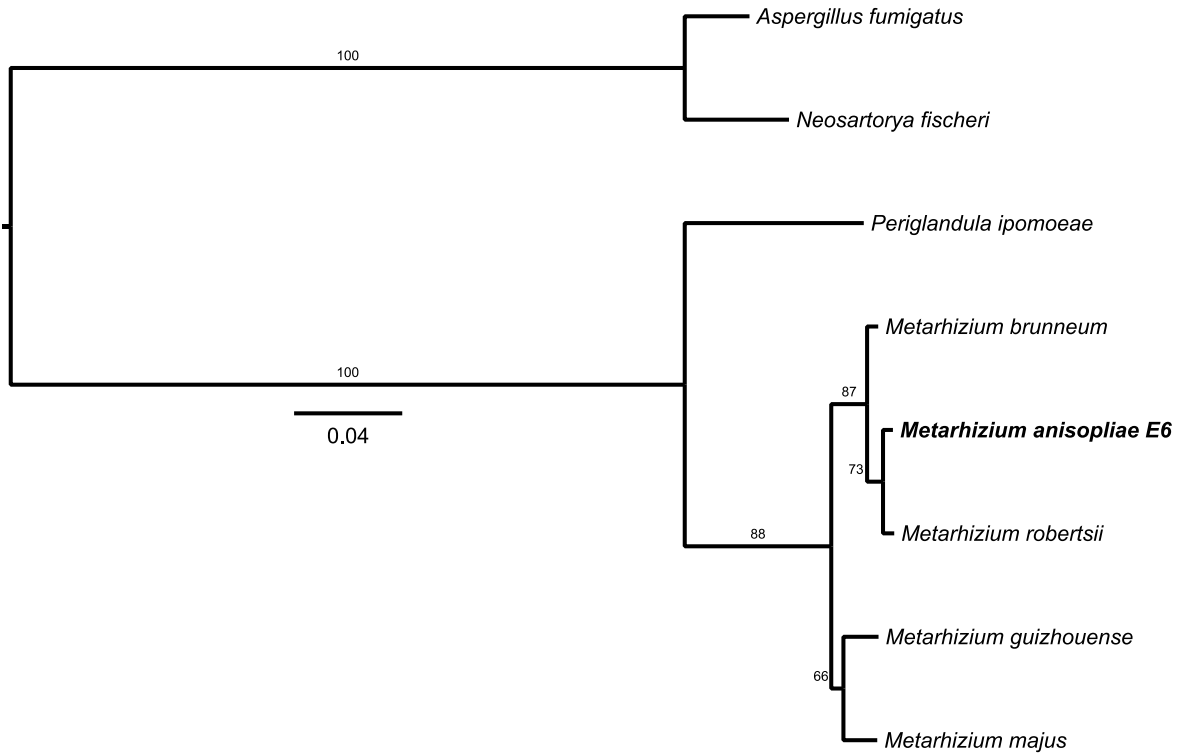 Aspergillus fumigatus
100
Neosartorya fischeri
Periglandula ipomoeae
Metarhizium brunneum
100
87
0.04
Metarhizium anisopliae E6
73
Metarhizium robertsii
88
Metarhizium guizhouense
66
Metarhizium majus